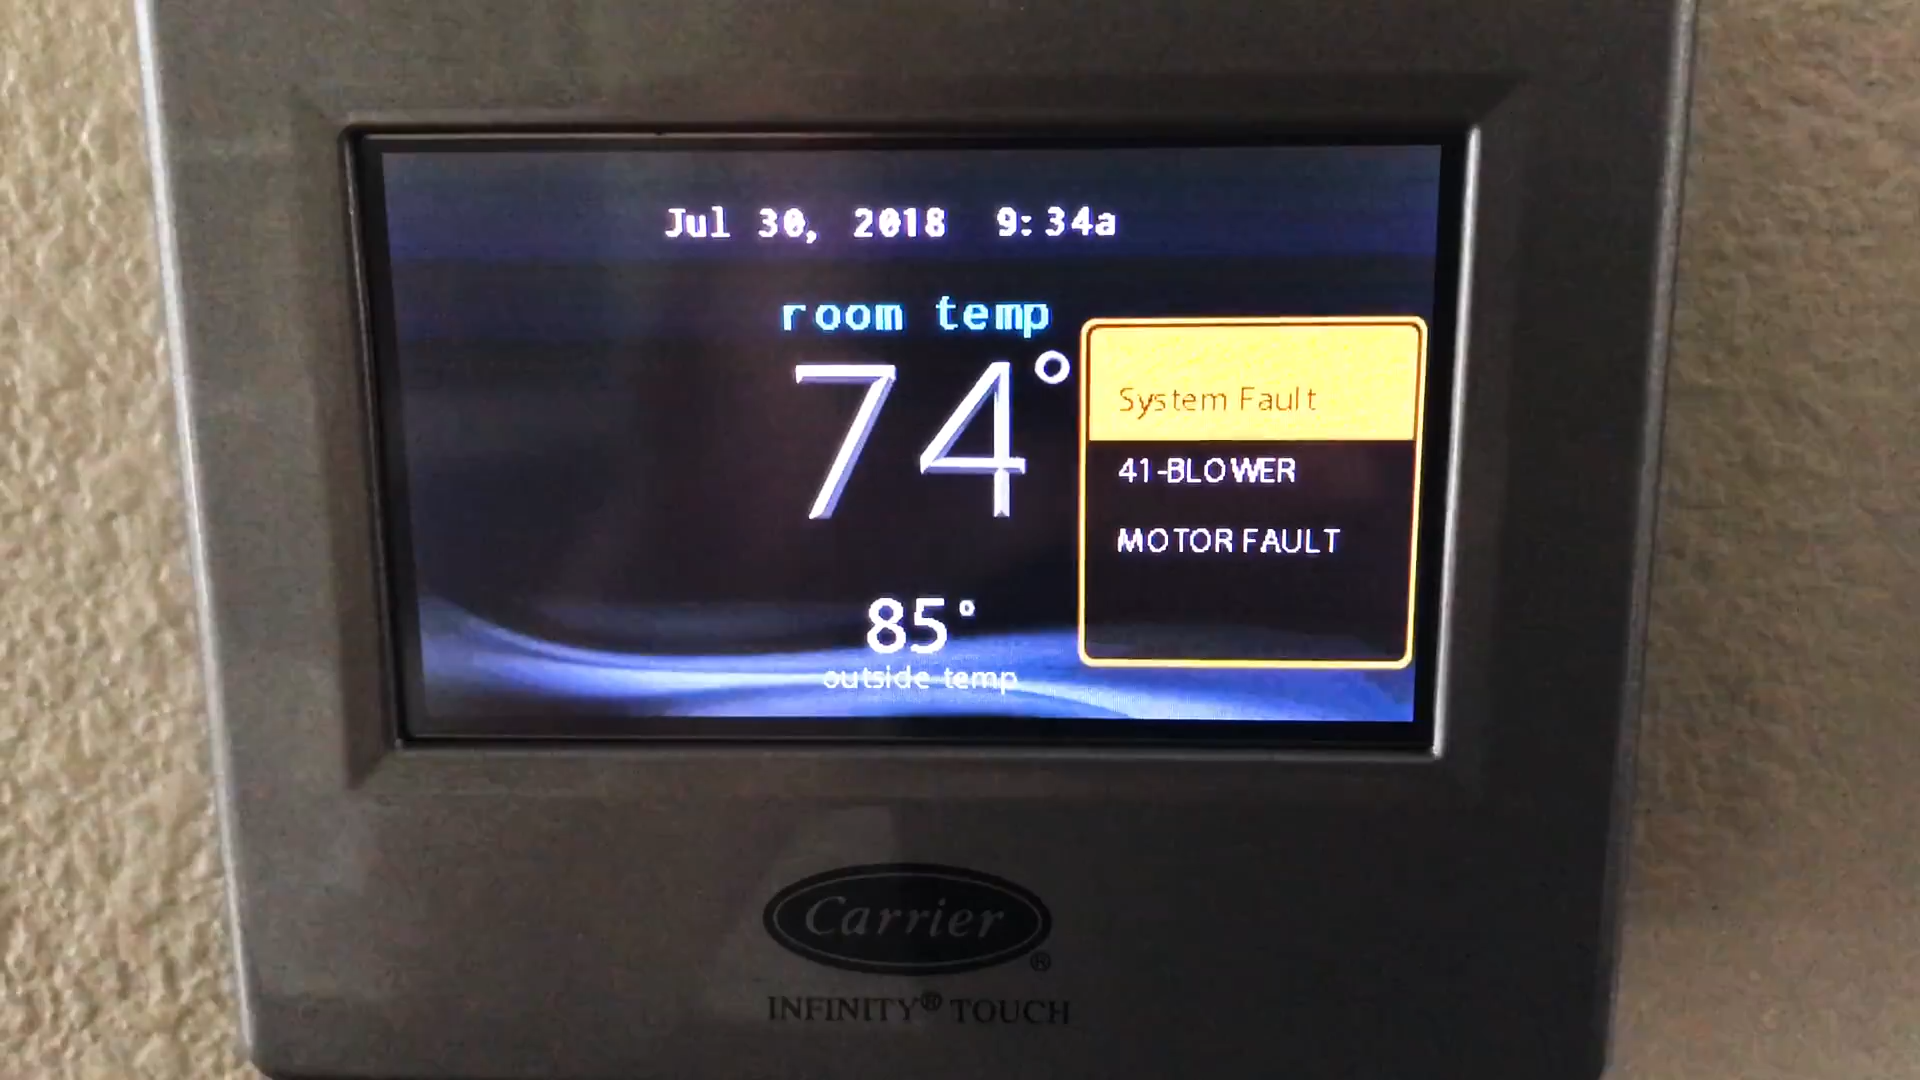 Jul 30, 2018 9:34a
room temp
74°
System Fault
41-BLOWER
MOTOR FAULT
85°
outside temp
Carrier
®
INFINITY® TOUCH